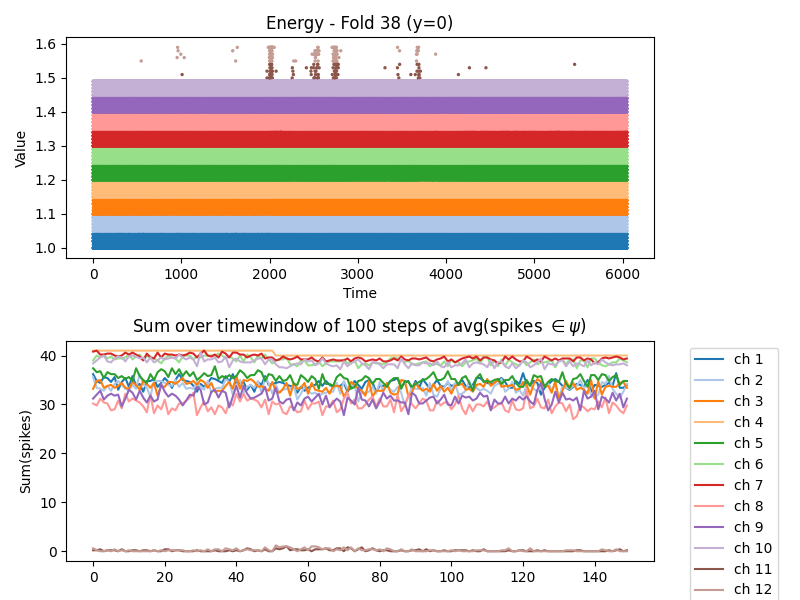 Energy - Fold 38 (y=0)
1.6
1.5
1.4
1.3
1.2
1.1
1.0
Value
0 1000 2000 3000 4000 5000 6000
Time
Sum over timewindow of 100 steps of avg(spikes ∈ψ)
40
30
20
10
0
Sum(spikes)
0 20 40 60 80 100 120 140
ch 1
ch 2
ch 3
ch 4
ch 5
ch 6
ch 7
ch 8
ch 9
ch 10
ch 11
ch 12